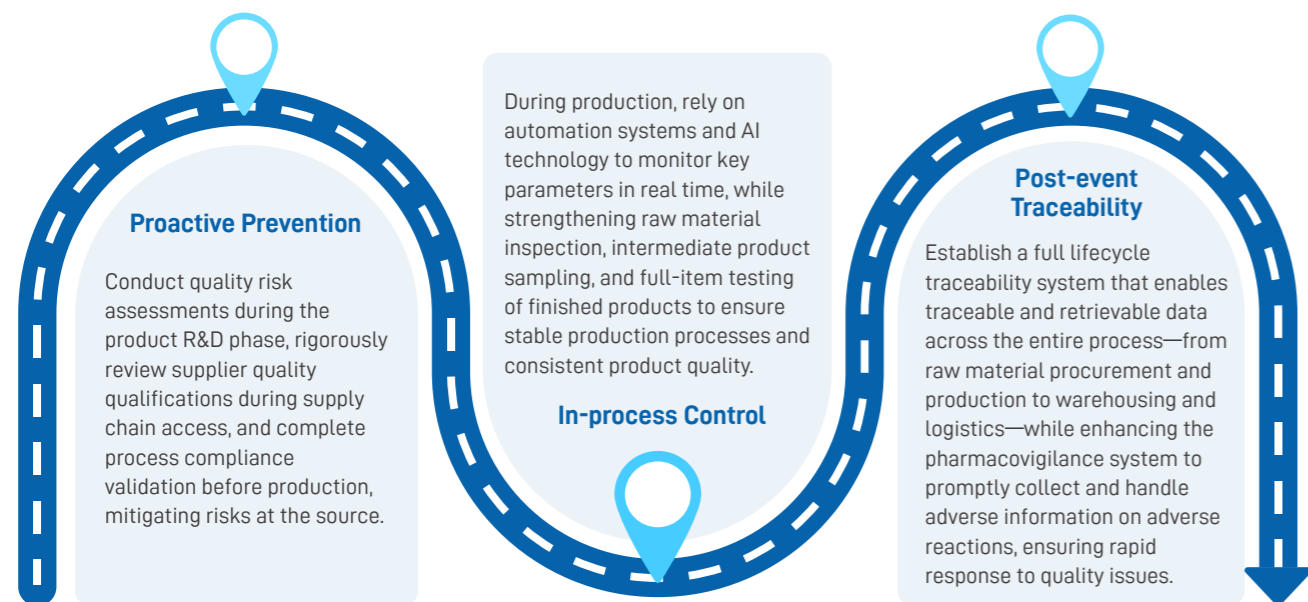 Proactive Prevention
Conduct quality risk
assessments during the
product R&D phase, rigorously
review supplier quality
qualifications during supply
chain access, and complete
process compliance
validation before production,
mitigating risks at the source.
During production, rely on
automation systems and AI
technology to monitor key
parameters in real time, while
strengthening raw material
inspection, intermediate product
sampling, and full-item testing
of finished products to ensure
stable production processes and
consistent product quality.
In-process Control
Post-event
Traceability
Establish a full lifecycle
traceability system that enables
traceable and retrievable data
across the entire process—from
raw material procurement and
production to warehousing and
logistics—while enhancing the
pharmacovigilance system to
promptly collect and handle
adverse information on adverse
reactions, ensuring rapid
response to quality issues.